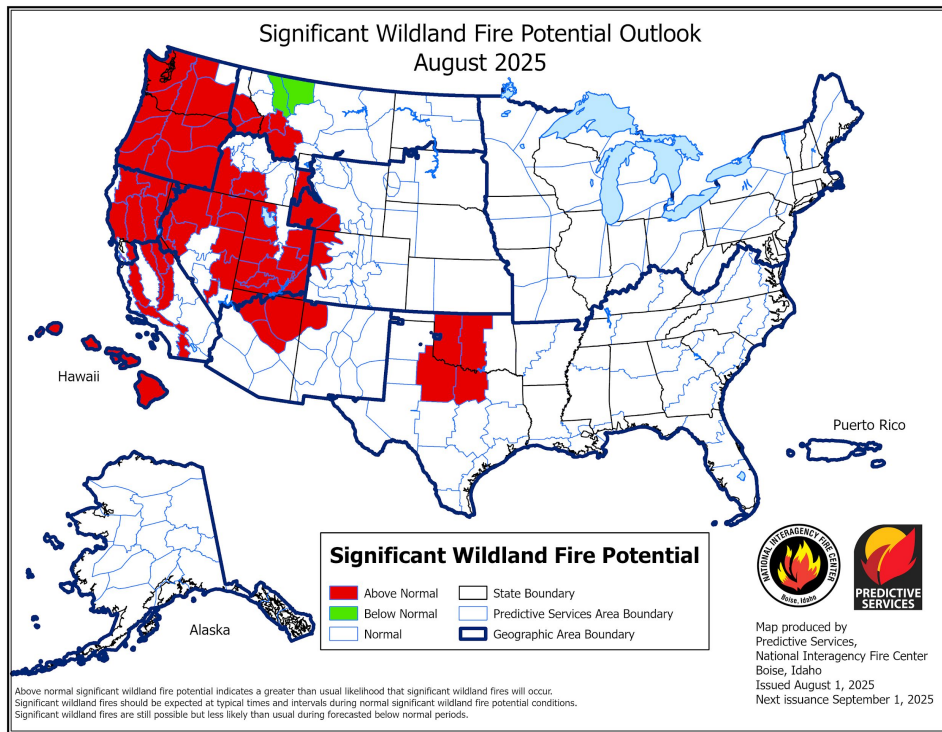 Significant Wildland Fire Potential Outlook
August 2025
Hawaii
Puerto Rico
Alaska
Significant Wildland Fire Potential
Above Normal
Below Normal
Normal
State Boundary
Predictive Services Area Boundary
Geographic Area Boundary
NATIONAL INTERAGENCY FIRE CENTER
Boise, Idaho
PREDICTIVE
SERVICES
Map produced by
Predictive Services,
National Interagency Fire Center
Boise, Idaho
Issued August 1, 2025
Next issuance September 1, 2025
Above normal significant wildland fire potential indicates a greater than usual likelihood that significant wildland fires will occur.
Significant wildland fires should be expected at typical times and intervals during normal significant wildland fire potential conditions.
Significant wildland fires are still possible but less likely than usual during forecasted below normal periods.